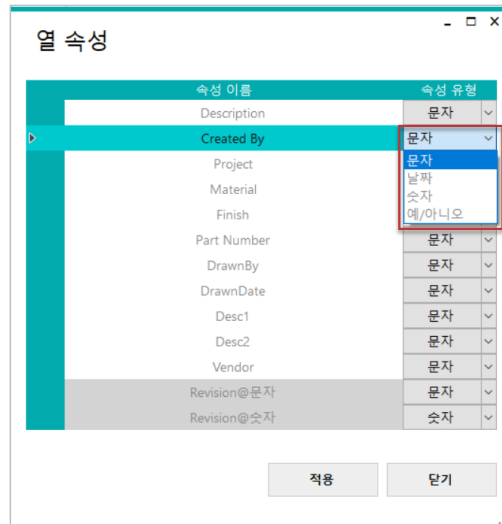 열 속성
속성 이름 속성 유형
Description 문자
Created By 문자
Project 문자
Material 날짜
숫자
Finish 예/아니오
Part Number 문자
DrawnBy 문자
DrawnDate 문자
Desc1 문자
Desc2 문자
Vendor 문자
Revision@문자 문자
Revision@숫자 숫자
적용 닫기